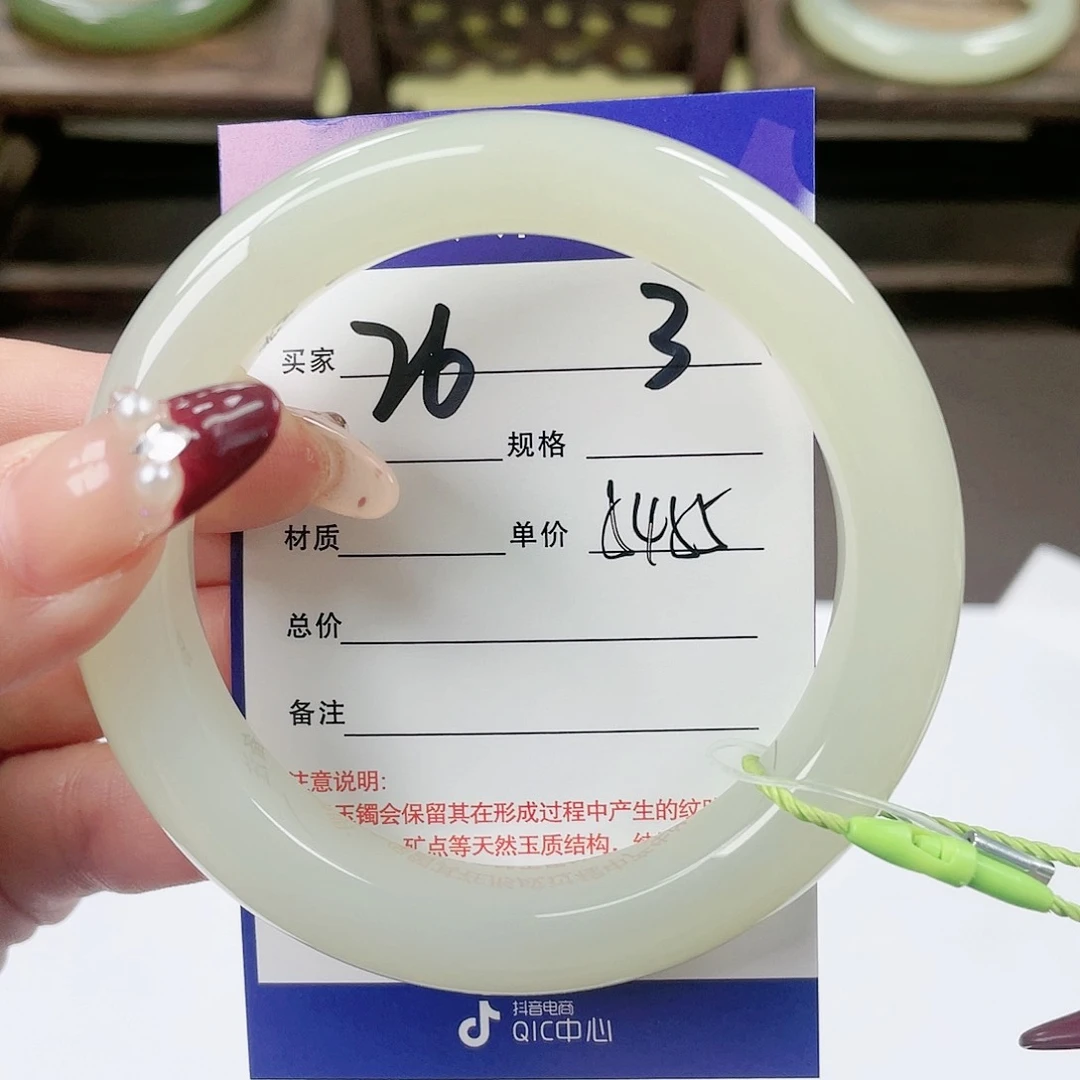 买家 26 3
规格
材质 单价
总价
备注
注意说明:
玉镯会保留其在形成过程中产生的纹
矿点等天然玉质结构,
抖音电商
QIC中心